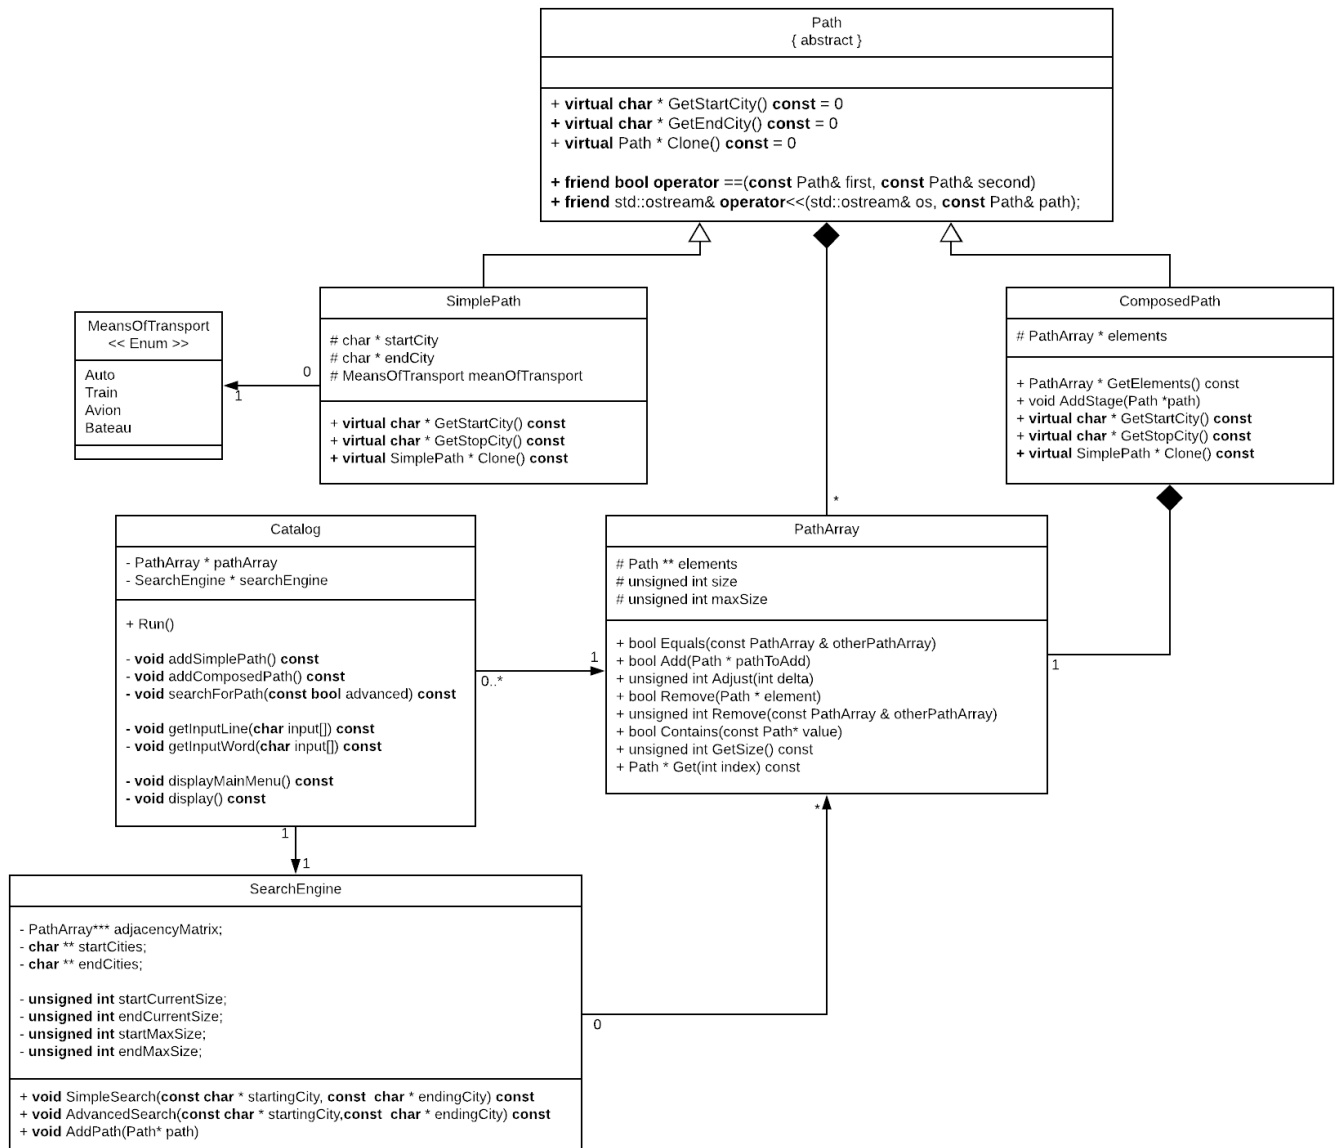 Path
{ abstract }
+ virtual char * GetStartCity() const = 0
+ virtual char * GetEndCity() const = 0
+ virtual Path * Clone() const = 0
+ friend bool operator ==(const Path& first, const Path& second)
+ friend std::ostream& operator<<(std::ostream& os, const Path& path);
MeansOfTransport
<< Enum >>
Auto
Train
Avion
Bateau
0
1
SimplePath
# char * startCity
# char * endCity
# MeansOfTransport meanOfTransport
+ virtual char * GetStartCity() const
+ virtual char * GetStopCity() const
+ virtual SimplePath * Clone() const
ComposedPath
# PathArray * elements
+ PathArray * GetElements() const
+ void AddStage(Path *path)
+ virtual char * GetStartCity() const
+ virtual char * GetStopCity() const
+ virtual SimplePath * Clone() const
*
Catalog
- PathArray * pathArray
- SearchEngine * searchEngine
+ Run()
- void addSimplePath() const
- void addComposedPath() const
- void searchForPath(const bool advanced) const
- void getInputLine(char input[]) const
- void getInputWord(char input[]) const
- void displayMainMenu() const
- void display() const
0..*
1
PathArray
# Path ** elements
# unsigned int size
# unsigned int maxSize
+ bool Equals(const PathArray & otherPathArray)
+ bool Add(Path * pathToAdd)
+ unsigned int Adjust(int delta)
+ bool Remove(Path * element)
+ unsigned int Remove(const PathArray & otherPathArray)
+ bool Contains(const Path* value)
+ unsigned int GetSize() const
+ Path * Get(int index) const
1
*
1
1
SearchEngine
- PathArray*** adjacencyMatrix;
- char ** startCities;
- char ** endCities;
- unsigned int startCurrentSize;
- unsigned int endCurrentSize;
- unsigned int startMaxSize;
- unsigned int endMaxSize;
+ void SimpleSearch(const char * startingCity, const char * endingCity) const
+ void AdvancedSearch(const char * startingCity,const char * endingCity) const
+ void AddPath(Path* path)
0